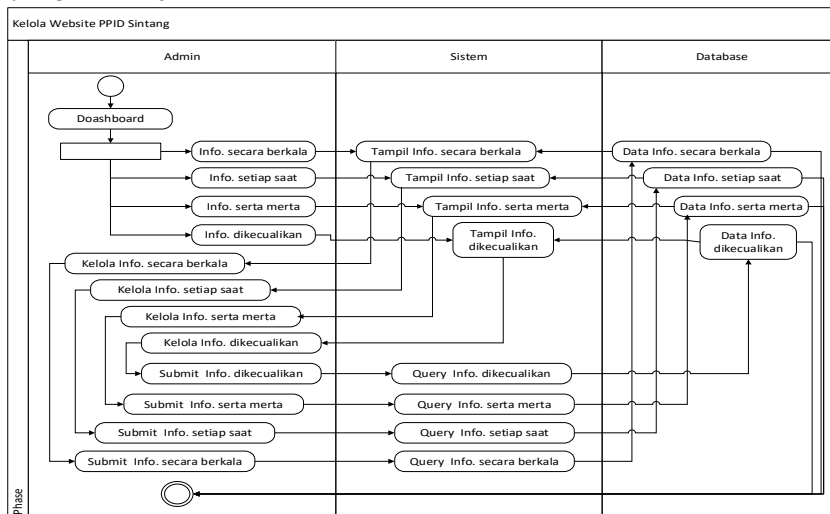 Kelola Website PPID Sintang
Admin
Sistem
Database
Doashboard
Info. secara berkala
Tampil Info. secara berkala
Data Info. secara berkala
Info. setiap saat
Tampil Info. setiap saat
Data Info. setiap saat
Info. serta merta
Tampil Info. serta merta
Data Info. serta merta
Info. dikecualikan
Tampil Info.
dikecualikan
Data Info.
dikecualikan
Kelola Info. secara berkala
Kelola Info. setiap saat
Kelola Info. serta merta
Kelola Info. dikecualikan
Submit Info. dikecualikan
Query Info. dikecualikan
Submit Info. serta merta
Query Info. serta merta
Submit Info. setiap saat
Query Info. setiap saat
Submit Info. secara berkala
Query Info. secara berkala
Phase